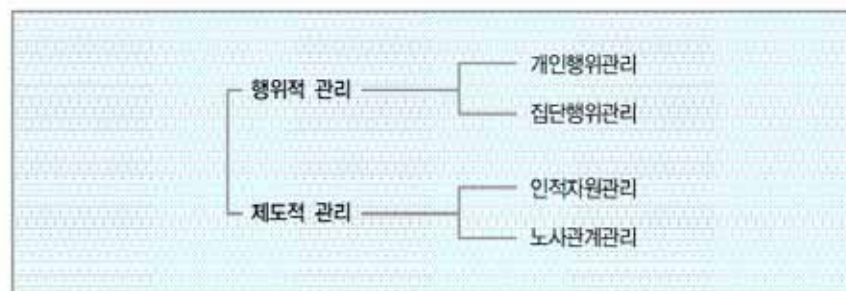 개인행위관리
행위적 관리
집단행위관리
인적자원관리
제도적 관리
노사관계관리